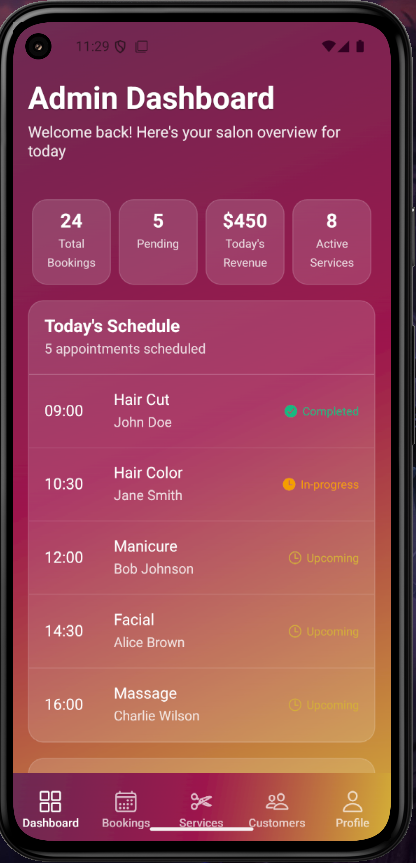 11:29
Admin Dashboard
Welcome back! Here's your salon overview for
today
24
Total
Bookings
5
Pending
$450
Today's
Revenue
8
Active
Services
Today's Schedule
5 appointments scheduled
09:00
Hair Cut
John Doe
Completed
10:30
Hair Color
Jane Smith
In-progress
12:00
Manicure
Bob Johnson
Upcoming
14:30
Facial
Alice Brown
Upcoming
16:00
Massage
Charlie Wilson
Upcoming
Dashboard
Bookings
Services
Customers
Profile